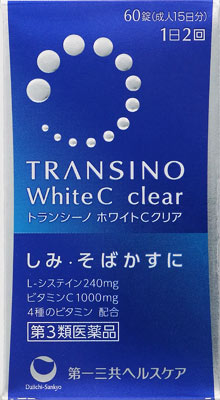 60錠(成人15日分)
1日2回
TRANSINO
White C clear
トランシーノ ホワイトCクリア
しみ・そばかすに
L-システイン240mg
ビタミンC1000mg
4種のビタミン 配合
第3類医薬品
Daiichi-Sankyo
第一三共ヘルスケア